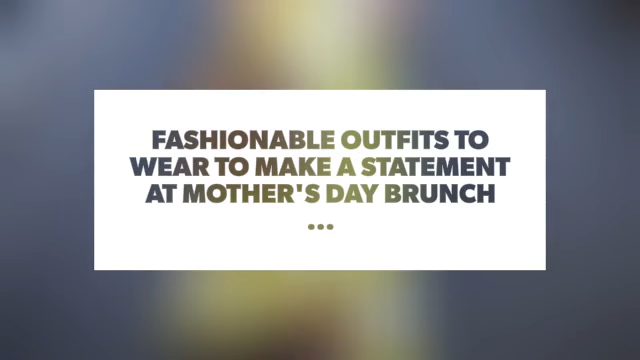 FASHIONABLE OUTFITS TO
WEAR TO MAKE A STATEMENT
AT MOTHER'S DAY BRUNCH
...